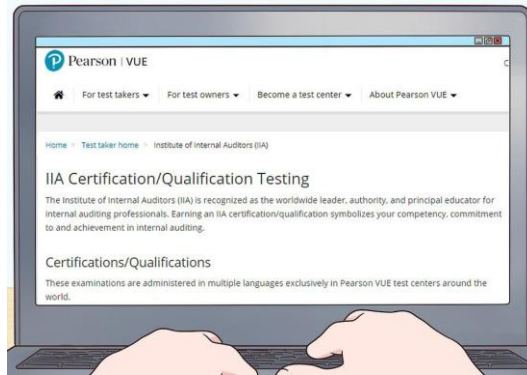 Pearson | VUE
C
For test takers For test owners Become a test center About Pearson VUE
Home > Test taker home > Institute of Internal Auditors (IIA)
IIA Certification/Qualification Testing
The Institute of Internal Auditors (IIA) is recognized as the worldwide leader, authority, and principal educator for
internal auditing professionals. Earning an IIA certification/qualification symbolizes your competency, commitment
to and achievement in internal auditing.
Certifications/Qualifications
These examinations are administered in multiple languages exclusively in Pearson VUE test centers around the
world.